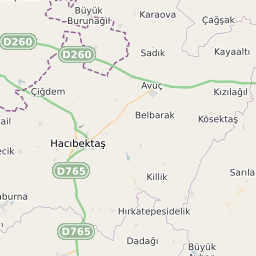 Büyük
Burunağıl
Karaova
Çağşak
D260
Sadık
Kayaaltı
D260
Çiğdem
Avuç
Kızılağıl
Belbarak
Kösektaş
Hacıbektaş
D765
Killik
Hırkatepesidelik
D765
Dadağı
Büyük